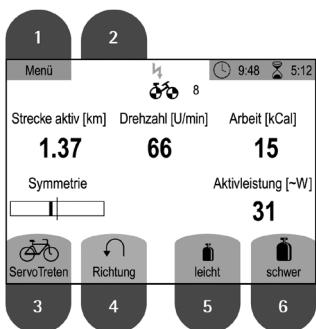 1 2
Menü 9:48 5:12
8
Strecke aktiv [km] Drehzahl [U/min] Arbeit [kCal]
1.37 66 15
Symmetrie Aktivleistung [~W]
31
ServoTreten Richtung leicht schwer
3 4 5 6